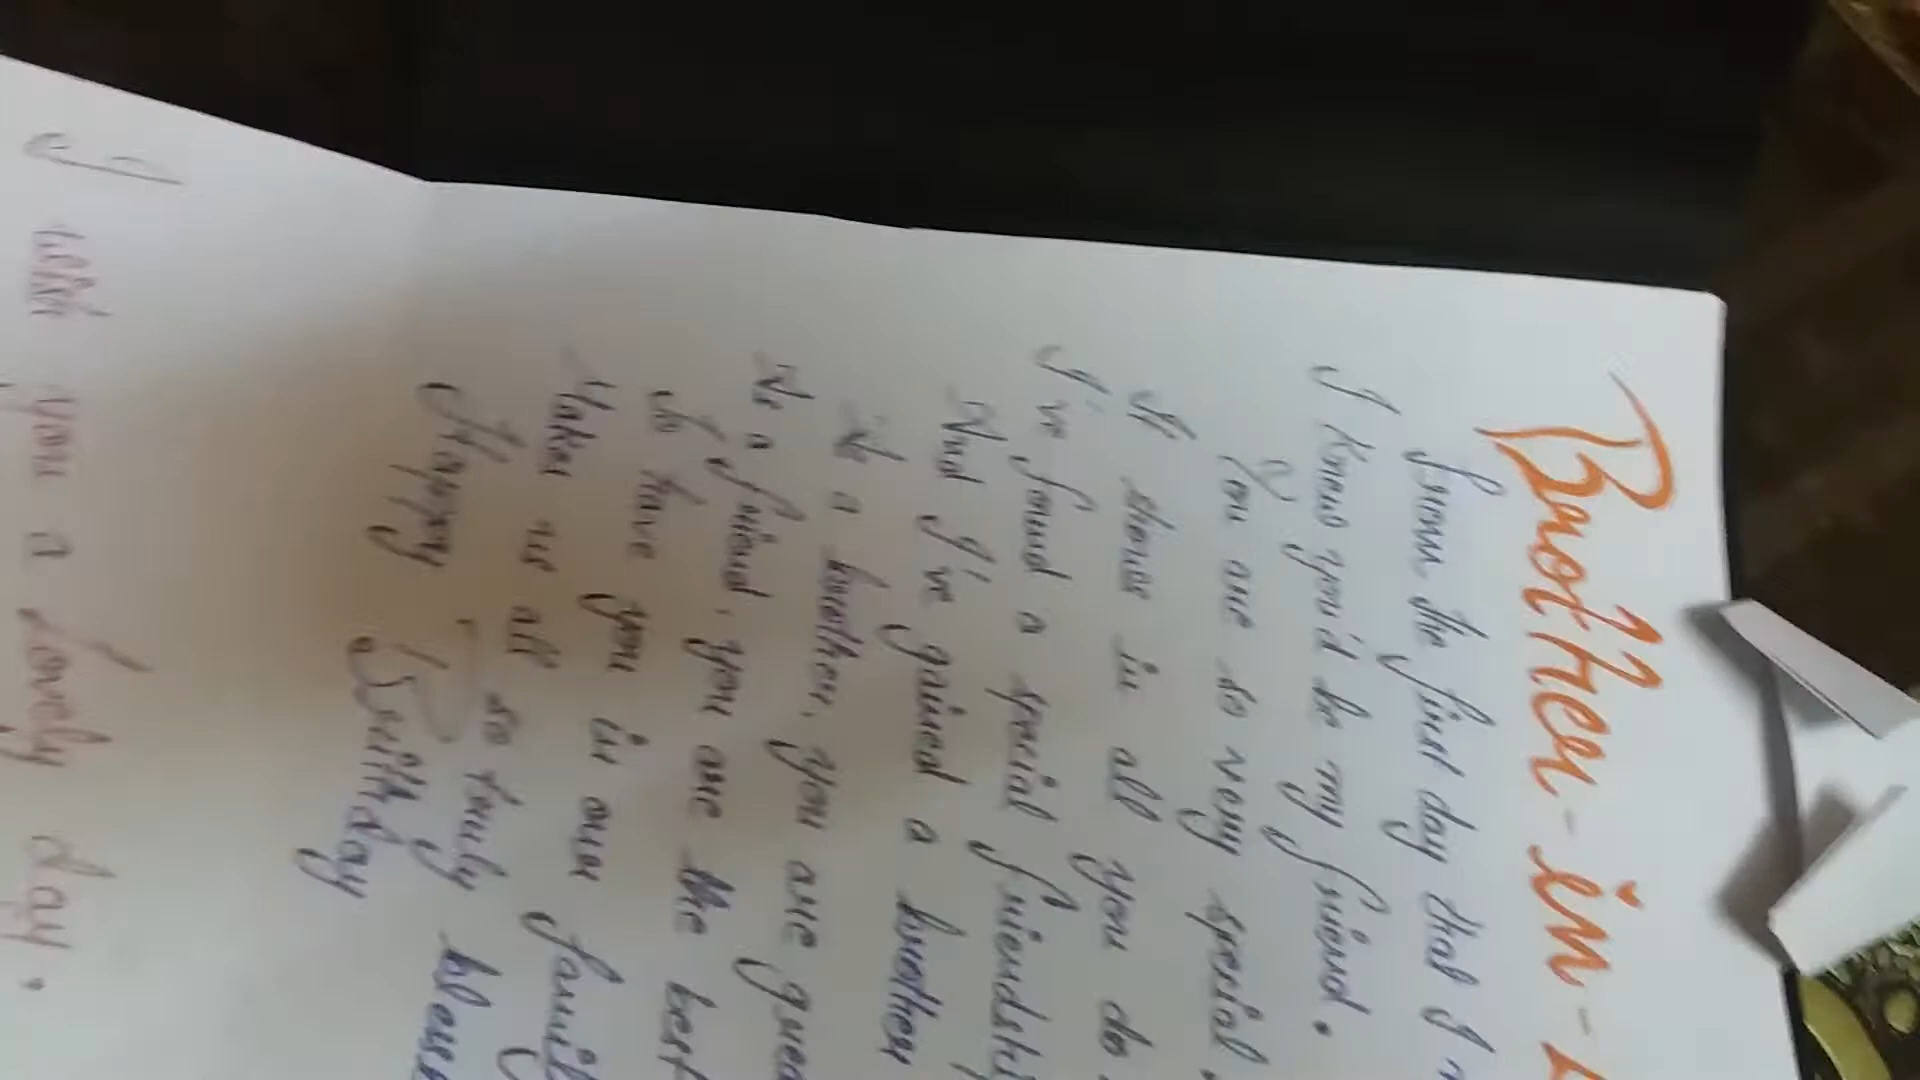 Brother-in-
From the first day that I
I knew you'd be my friend.
You are so very special.
It shows in all you do.
I've found a special friendship
And I've gained a brother
As a brother, you are grea
As a friend, you are the best
To have you in our famil
Makes us all so truly bless
Happy Birthday
I wish you a lovely day.